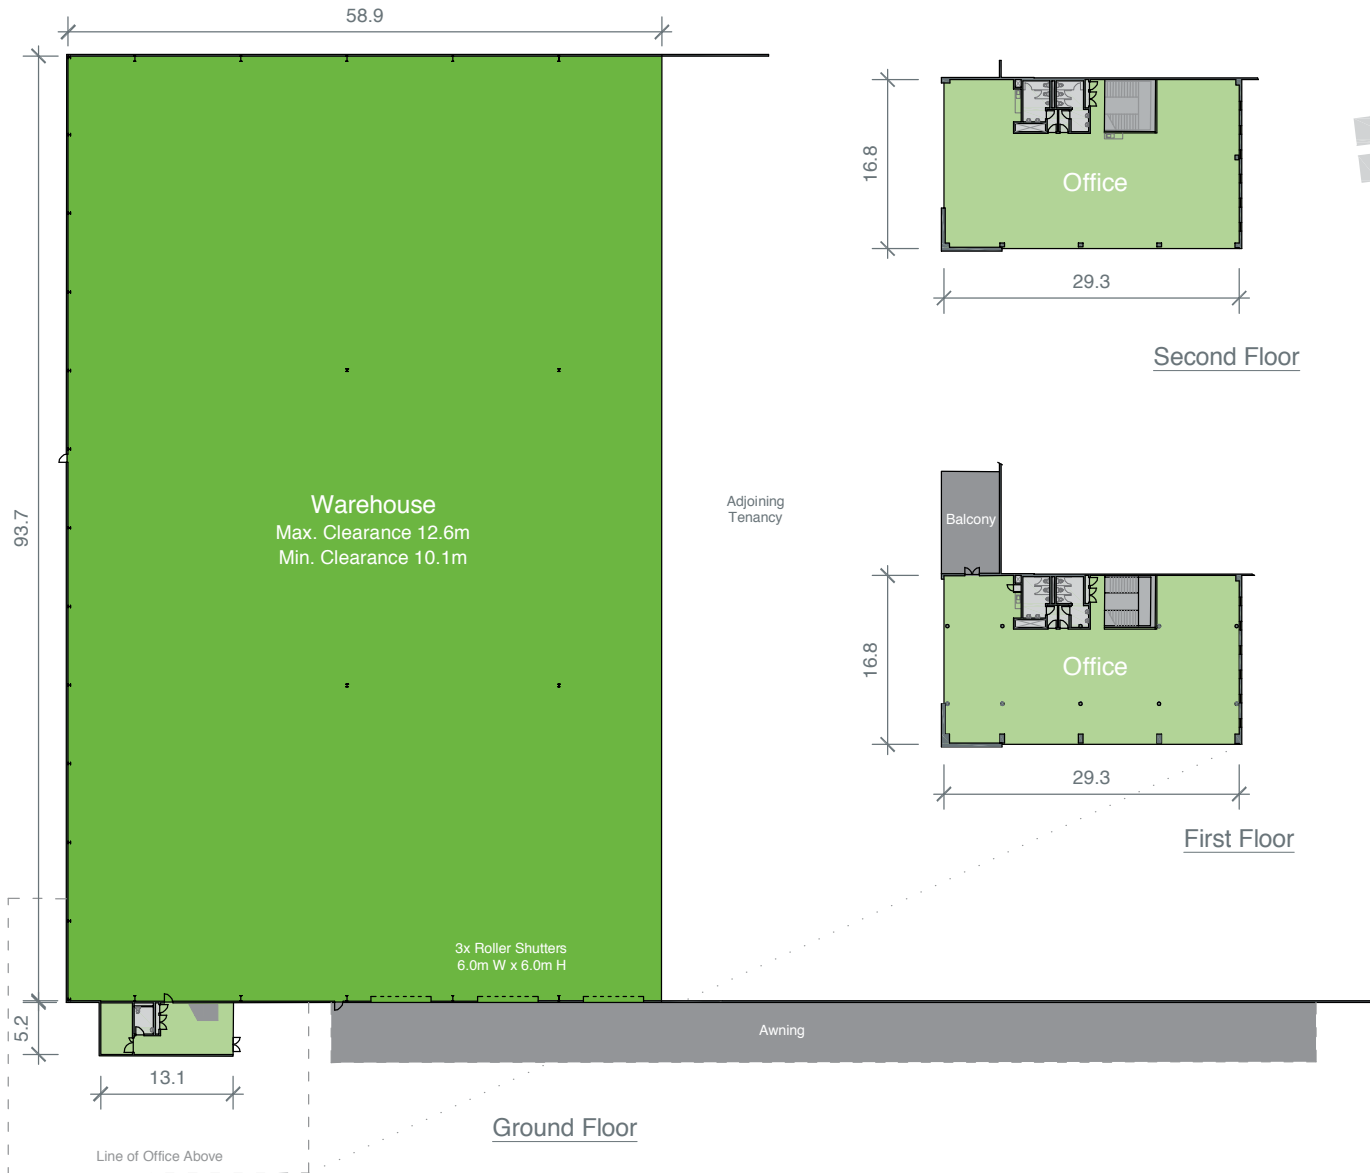 58.9
93.7
Warehouse
Max. Clearance 12.6m
Min. Clearance 10.1m
3x Roller Shutters
6.0m W x 6.0m H
Adjoining
Tenancy
5.2
13.1
Line of Office Above
Awning
Ground Floor
16.8
Office
29.3
Second Floor
Balcony
16.8
Office
29.3
First Floor